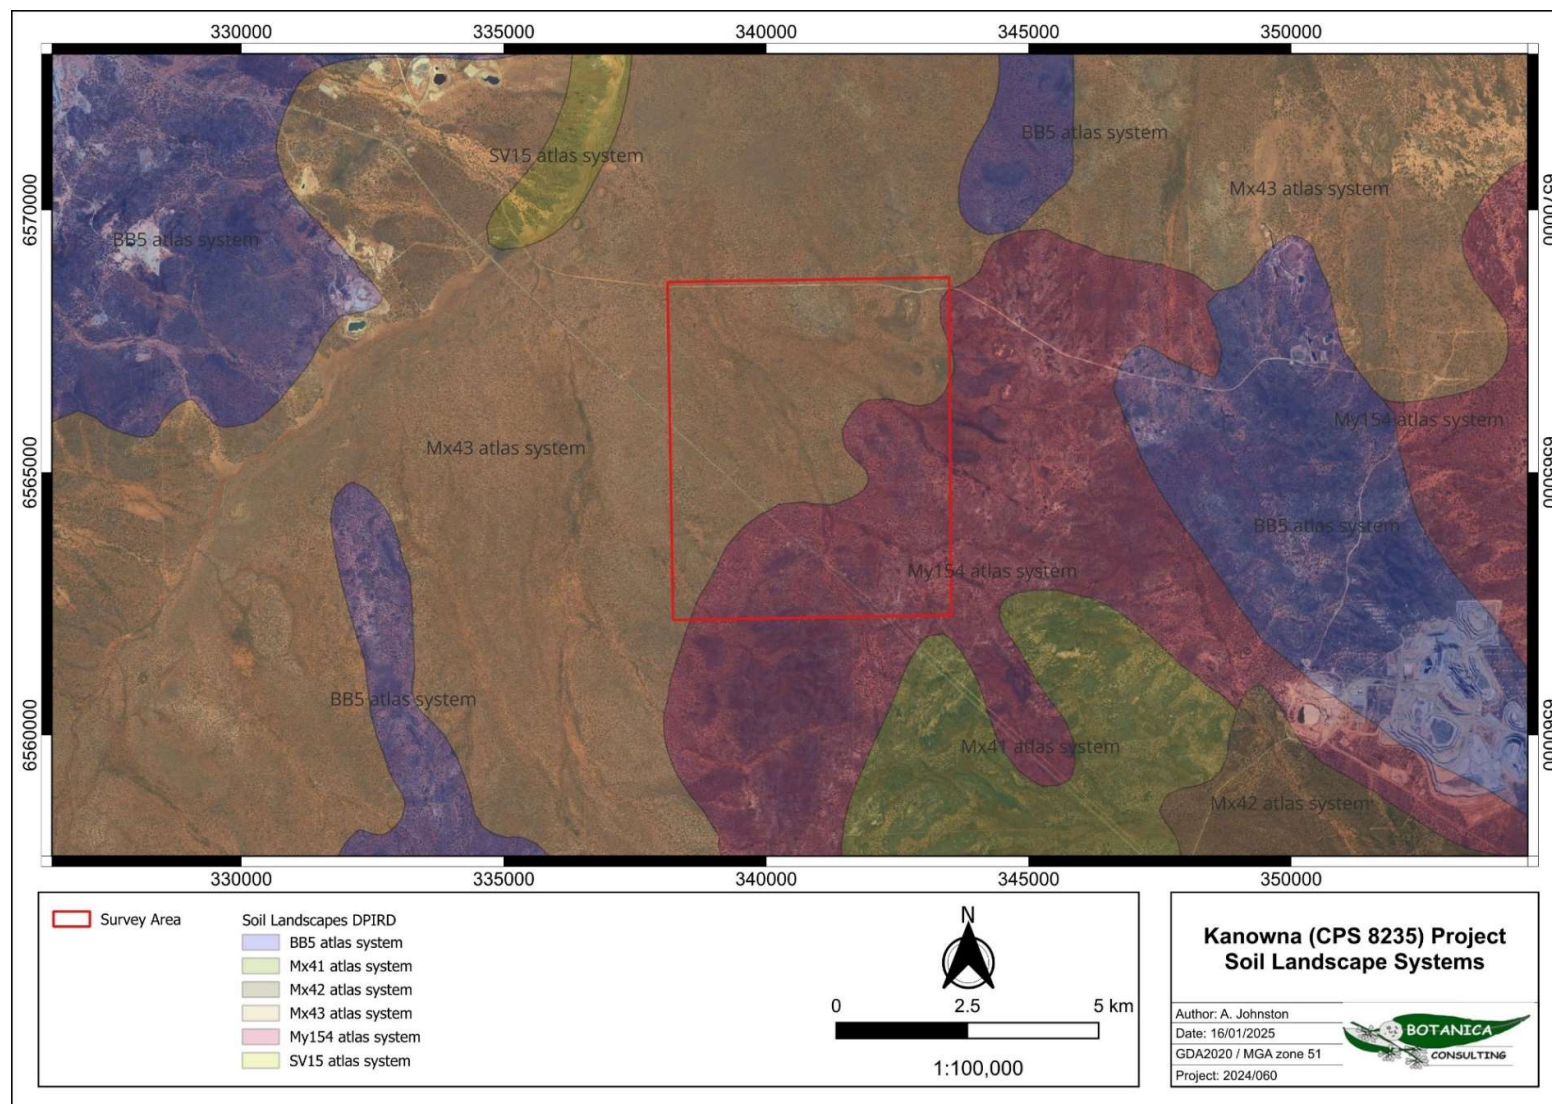 330000 335000 340000 345000 350000
BB5 atlas system
SV15 atlas system
Mx43 atlas system
6570000
6570000
BB5 atlas system
My154 atlas system
Mx43 atlas system
6565000
6565000
BB5 atlas system
My154 atlas system
BB5 atlas system
6560000
6560000
Mx41 atlas system
Mx42 atlas system
330000 335000 340000 345000 350000
Survey Area
Soil Landscapes DPIRD
BB5 atlas system
Mx41 atlas system
Mx42 atlas system
Mx43 atlas system
My154 atlas system
SV15 atlas system
N
0 2.5 5 km
1:100,000
Kanowna (CPS 8235) Project
Soil Landscape Systems
Author: A. Johnston
Date: 16/01/2025
GDA2020 / MGA zone 51
Project: 2024/060
BOTANICA
CONSULTING